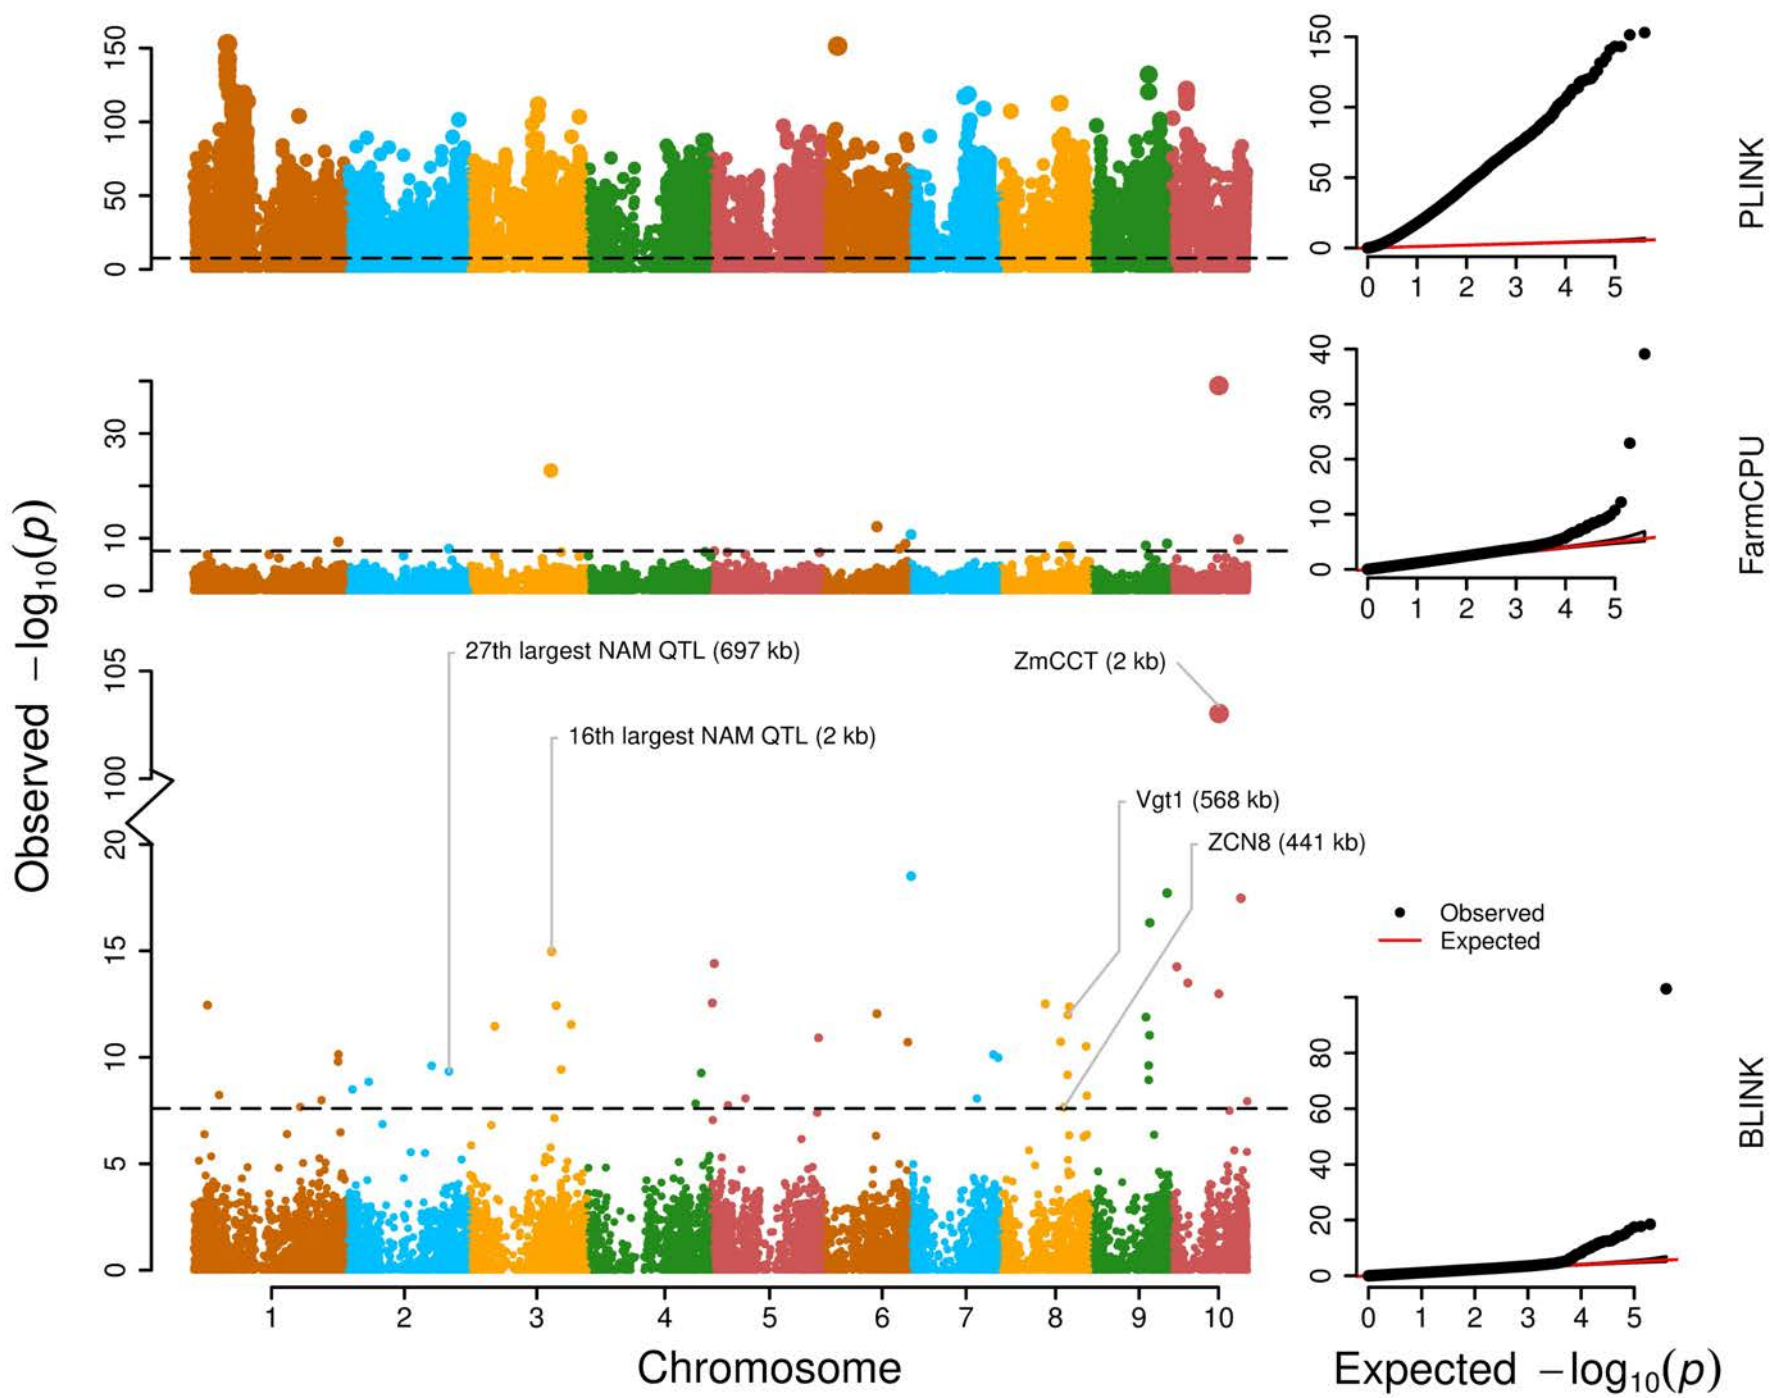 Observed −log10(p)
150
100
50
0
150
100
50
0
0 1 2 3 4 5
PLINK
30
10
0
40
30
20
10
0
0 1 2 3 4 5
FarmCPU
27th largest NAM QTL (697 kb)
ZmCCT (2 kb)
16th largest NAM QTL (2 kb)
Vgt1 (568 kb)
ZCN8 (441 kb)
105
100
20
15
10
5
0
Observed
Expected
80
60
40
20
0
0 1 2 3 4 5
BLINK
1 2 3 4 5 6 7 8 9 10
Chromosome
Expected −log10(p)